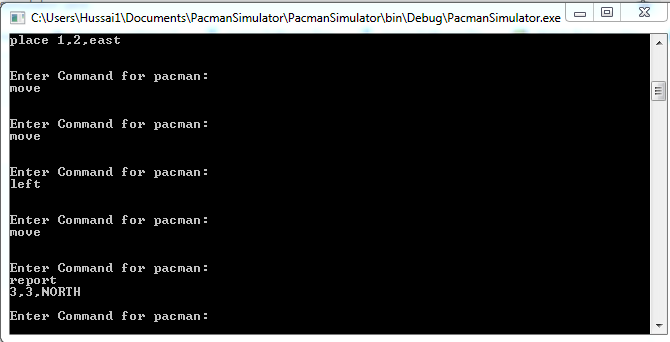 C:\Users\Hussai1\Documents\PacmanSimulator\PacmanSimulator\bin\Debug\PacmanSimulator.exe
place 1,2,east
Enter Command for pacman:
move
Enter Command for pacman:
move
Enter Command for pacman:
left
Enter Command for pacman:
move
Enter Command for pacman:
report
3,3,NORTH
Enter Command for pacman: